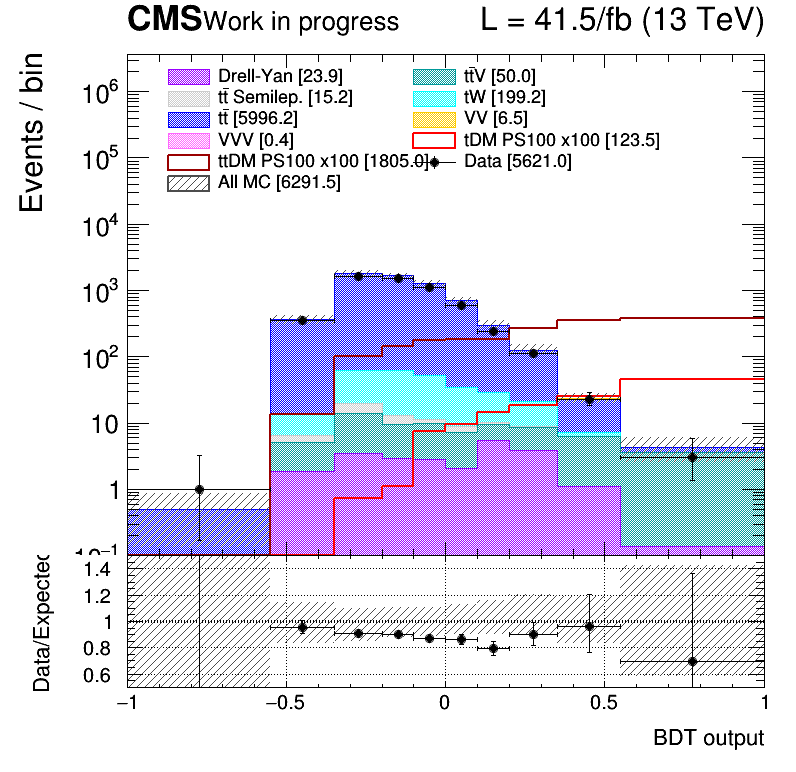 CMS Work in progress L = 41.5/fb (13 TeV)
Events / bin
Drell-Yan [23.9] tt̄V [50.0]
tt̄ Semilep. [15.2] tW [199.2]
tt̄ [5996.2] VV [6.5]
VVV [0.4] tDM PS100 x100 [123.5]
ttDM PS100 x100 [1805.0] Data [5621.0]
All MC [6291.5]
10⁶
10⁵
10⁴
10³
10²
10
1
10⁻¹
Data/Expected
1.4
1.2
1
0.8
0.6
−1 −0.5 0 0.5 1
BDT output